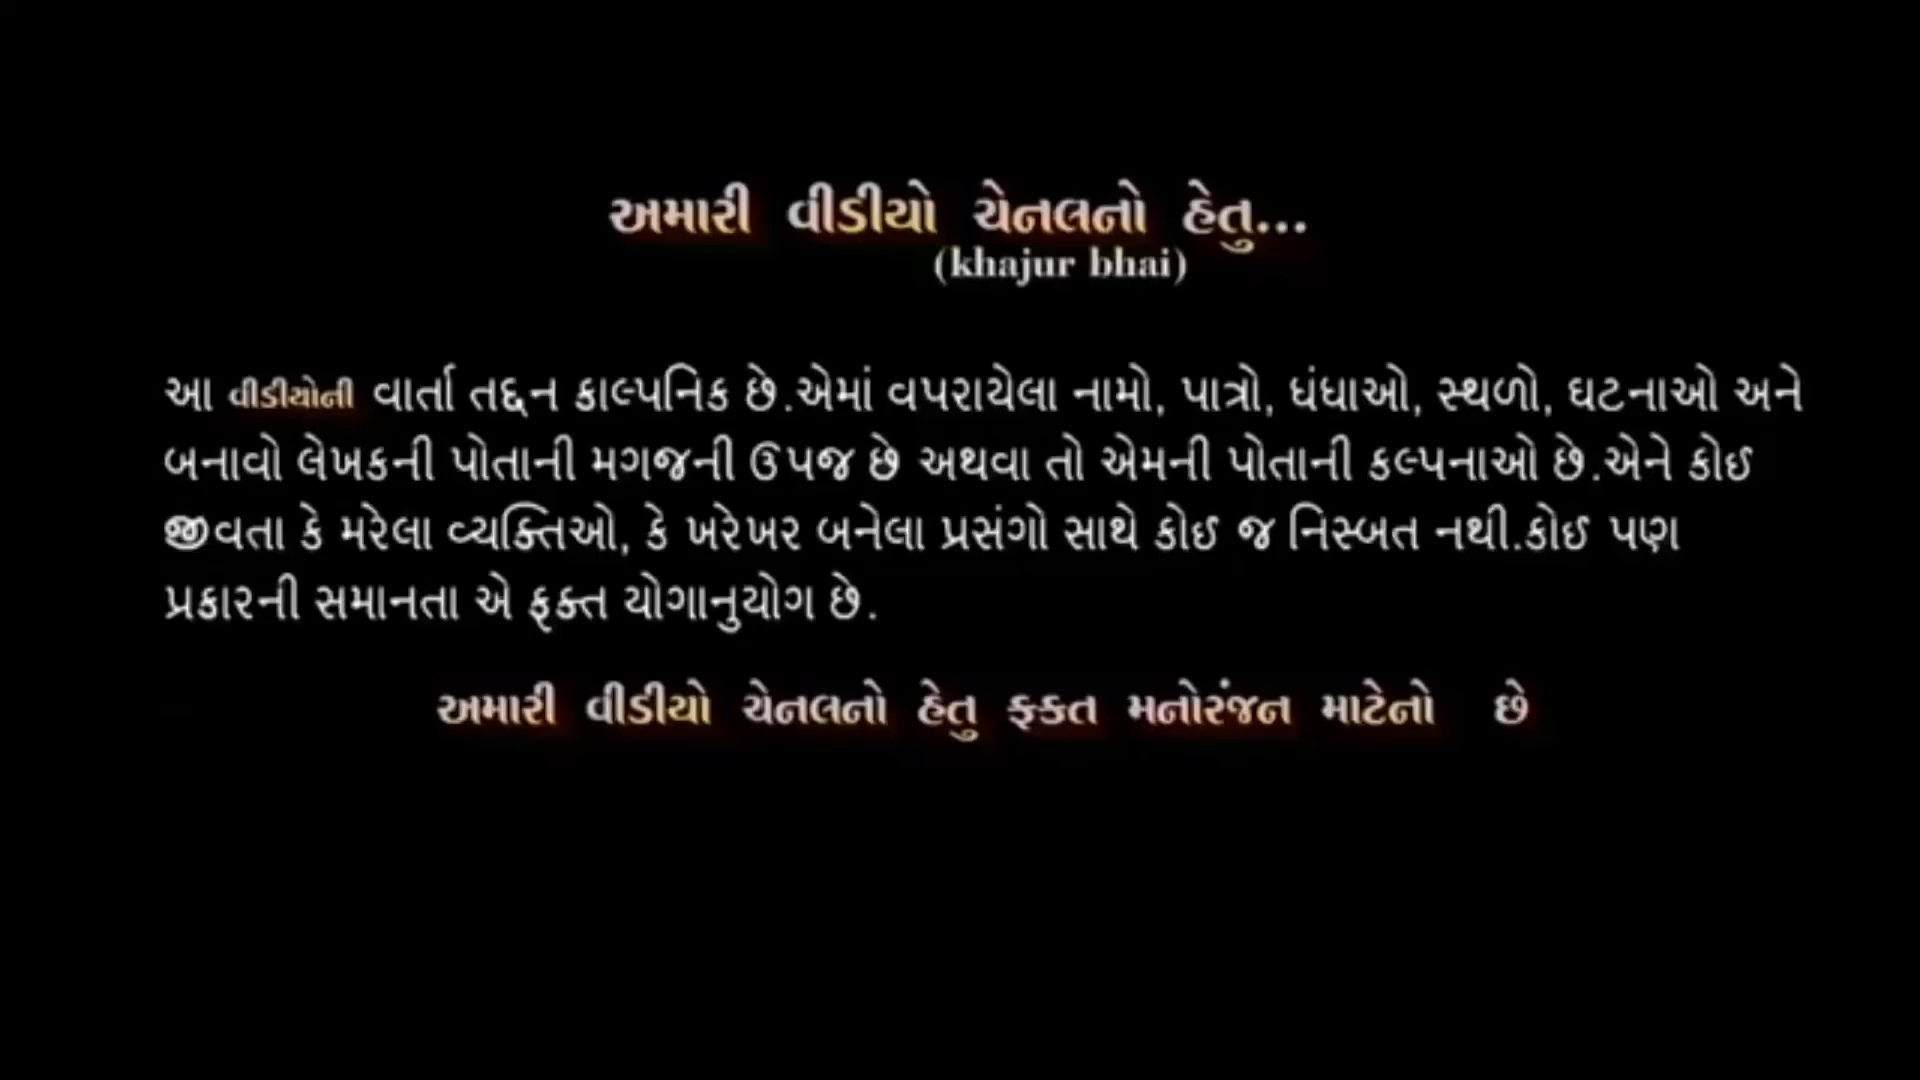 અમારી વીડીયો ચેનલનો હેતુ...
(khajur bhai)
આ વીડીયોની વાર્તા તદ્દન કાલ્પનિક છે.એમાં વપરાયેલા નામો, પાત્રો, ધંધાઓ, સ્થળો, ઘટનાઓ અને
બનાવો લેખકની પોતાની મગજની ઉપજ છે અથવા તો એમની પોતાની કલ્પનાઓ છે.એને કોઈ
જીવતા કે મરેલા વ્યક્તિઓ, કે ખરેખર બનેલા પ્રસંગો સાથે કોઈ જ નિસ્બત નથી.કોઈ પણ
પ્રકારની સમાનતા એ ફક્ત યોગાનુયોગ છે.
અમારી વીડીયો ચેનલનો હેતુ ફકત મનોરંજન માટેનો છે